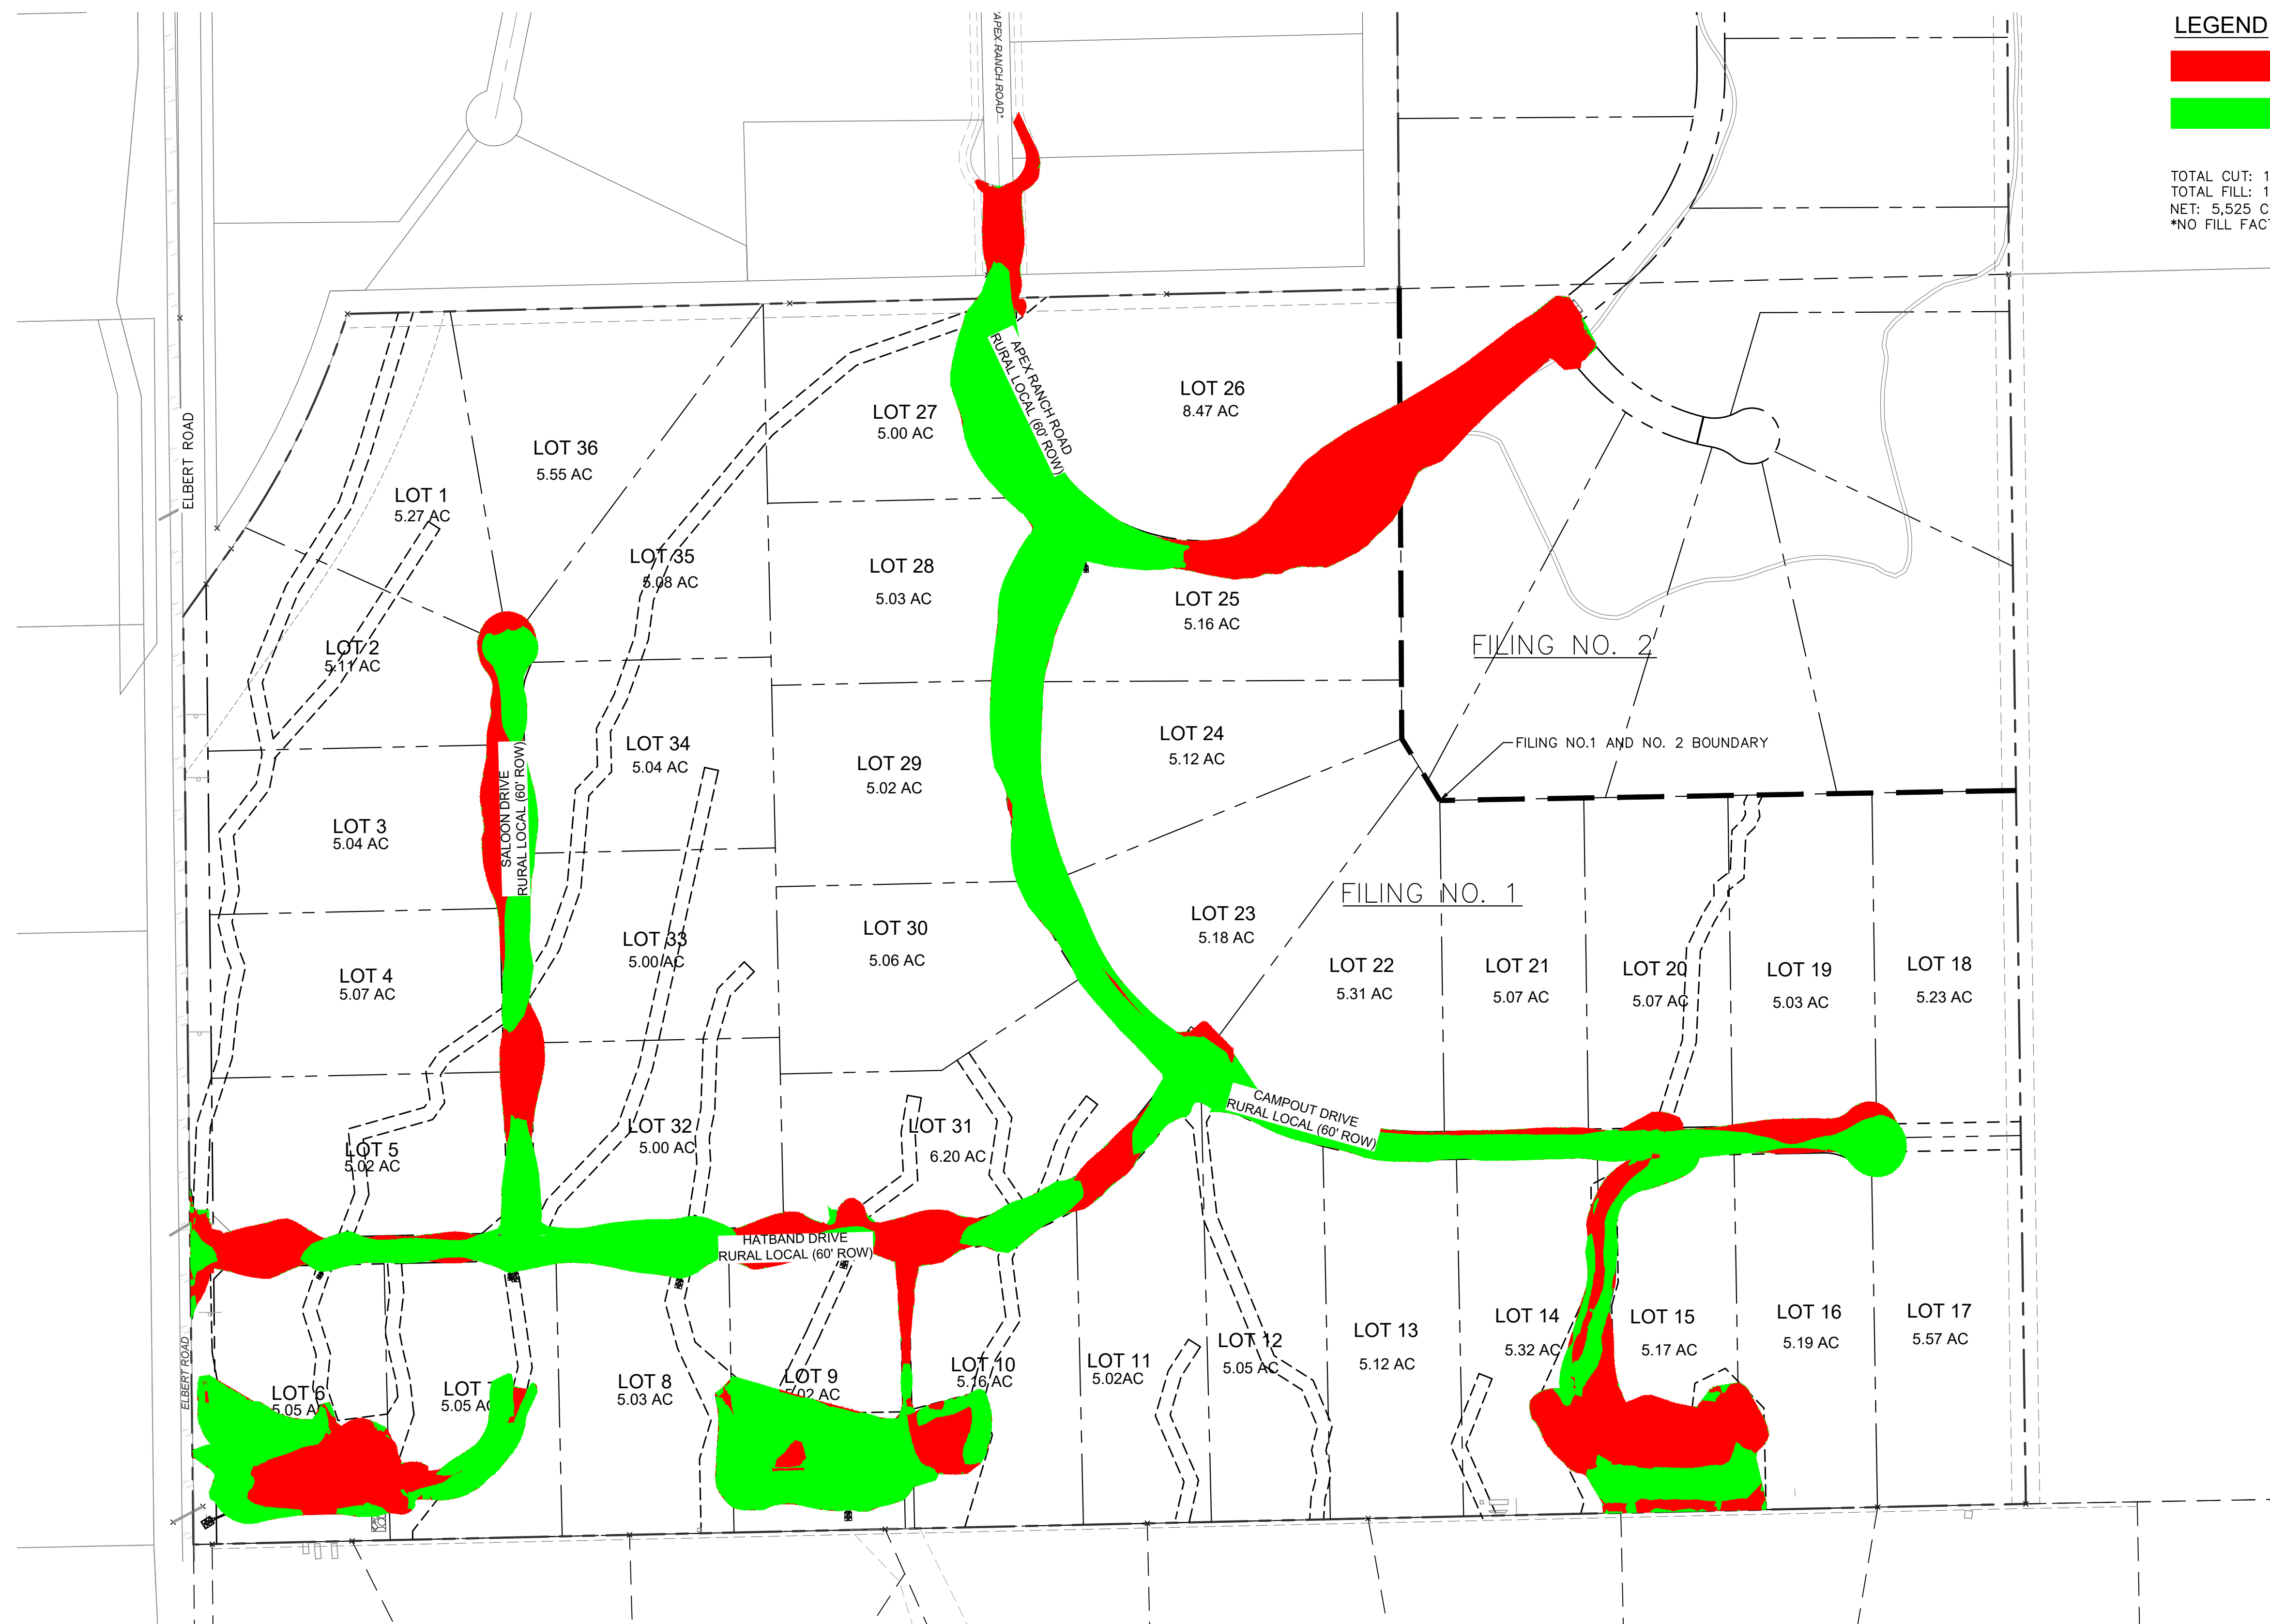 LEGEND
TOTAL CUT: 1
TOTAL FILL: 1
NET: 5,525 C
*NO FILL FACT
APEX RANCH ROAD*
ELBERT ROAD
APEX RANCH ROAD
RURAL LOCAL (60' ROW)
LOT 26
8.47 AC
LOT 27
5.00 AC
LOT 36
5.55 AC
LOT 1
5.27 AC
LOT 35
5.08 AC
LOT 28
5.03 AC
LOT 25
5.16 AC
LOT 2
5.11 AC
FILING NO. 2
LOT 34
5.04 AC
LOT 29
5.02 AC
LOT 24
5.12 AC
FILING NO.1 AND NO. 2 BOUNDARY
SALOON DRIVE
RURAL LOCAL (60' ROW)
LOT 3
5.04 AC
FILING NO. 1
LOT 4
5.07 AC
LOT 33
5.00 AC
LOT 30
5.06 AC
LOT 23
5.18 AC
LOT 22
5.31 AC
LOT 21
5.07 AC
LOT 20
5.07 AC
LOT 19
5.03 AC
LOT 18
5.23 AC
LOT 5
5.02 AC
LOT 32
5.00 AC
LOT 31
6.20 AC
CAMPOUT DRIVE
RURAL LOCAL (60' ROW)
HATBAND DRIVE
RURAL LOCAL (60' ROW)
ELBERT ROAD
LOT 6
5.05 A
LOT
5.05 AC
LOT 8
5.03 AC
LOT 9
5.02 AC
LOT 10
5.16 AC
LOT 11
5.02AC
LOT 12
5.05 AC
LOT 13
5.12 AC
LOT 14
5.32 AC
LOT 15
5.17 AC
LOT 16
5.19 AC
LOT 17
5.57 AC